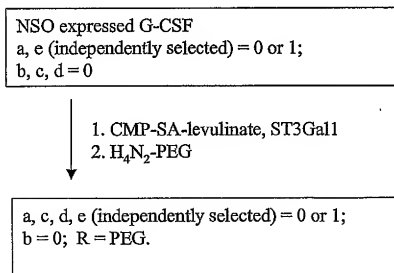 NSO expressed G-CSF
a, e (independently selected) = 0 or 1;
b, c, d = 0
1. CMP-SA-levulinate, ST3Gal1
2. H₄N₂-PEG
a, c, d, e (independently selected) = 0 or 1;
b = 0; R = PEG.